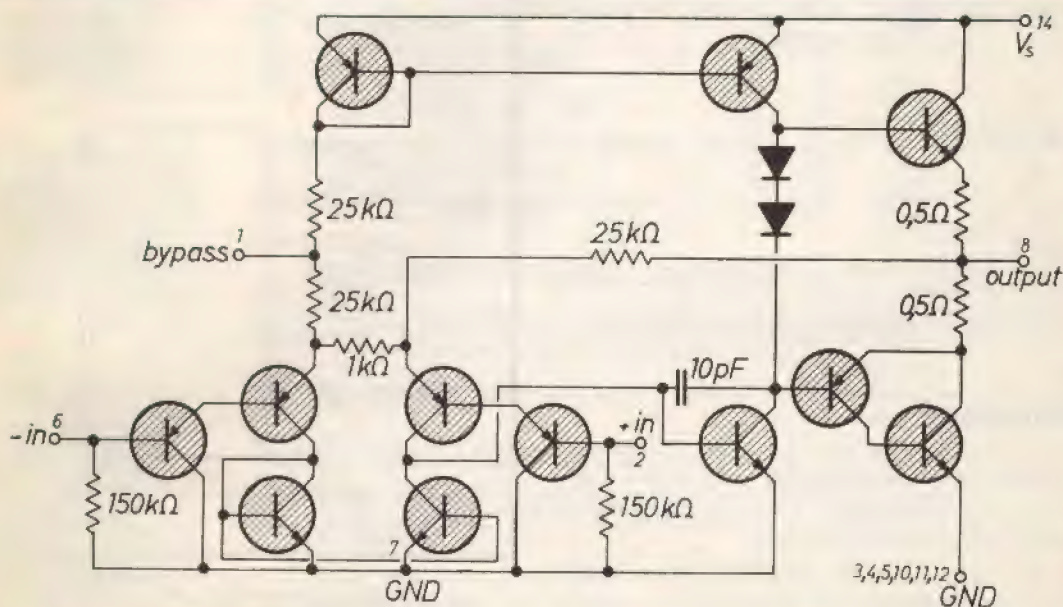 14
Vs
25kΩ
bypass 1
25kΩ
25kΩ
1kΩ
0,5Ω
8
output
0,5Ω
10pF
-in 6
+in
2
150kΩ
150kΩ
7
GND
3,4,5,10,11,12
GND